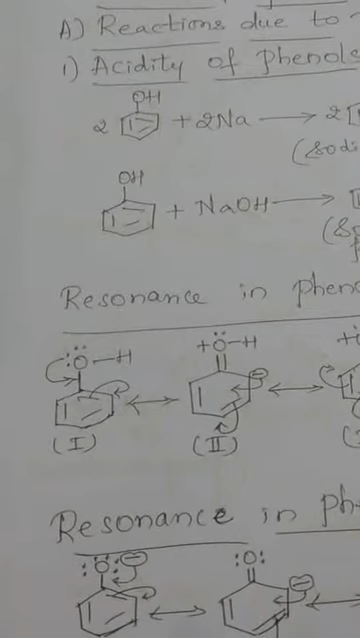 A) Reactions due to
1) Acidity of phenols
OH
2 + 2Na → 2
(Sodi
OH
+ NaOH →
Resonance in pheno
:Ö–H +Ö–H
⊖
(I) (II)
Resonance in ph
:Ö:⊖ :O:
⊖